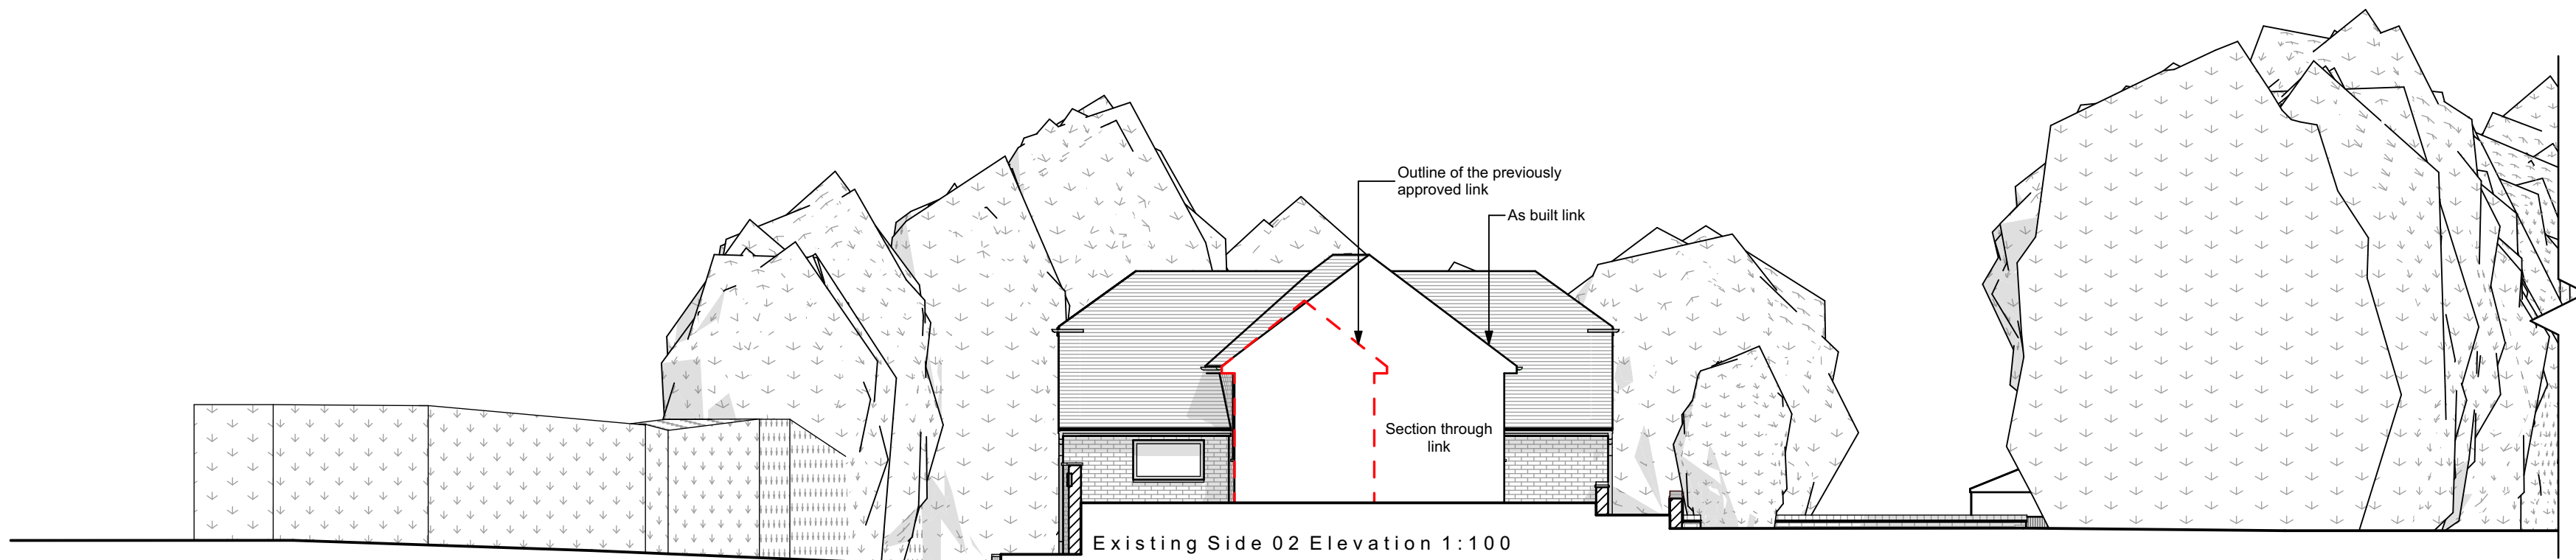 Outline of the previously
approved link
As built link
Section through
link
Existing Side 02 Elevation 1:100